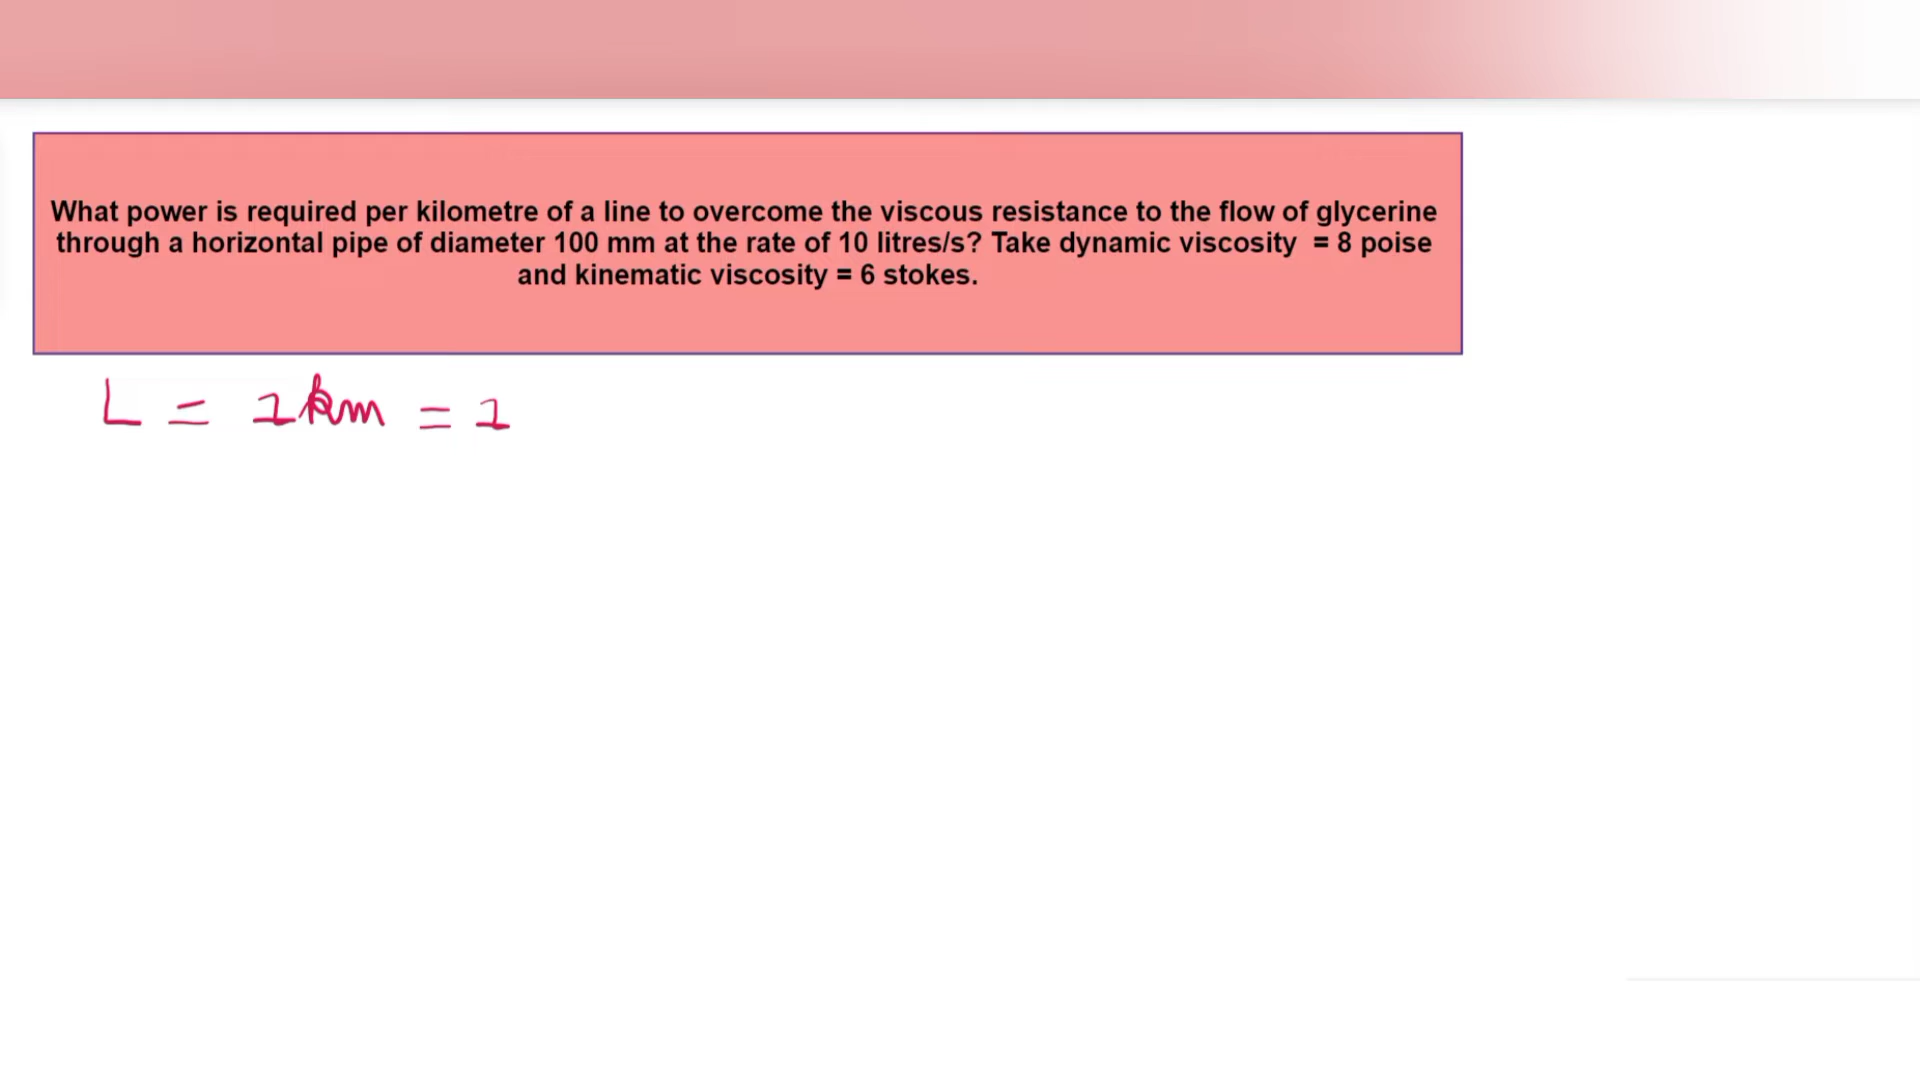 What power is required per kilometre of a line to overcome the viscous resistance to the flow of glycerine
through a horizontal pipe of diameter 100 mm at the rate of 10 litres/s? Take dynamic viscosity = 8 poise
and kinematic viscosity = 6 stokes.
L = 1km = 1